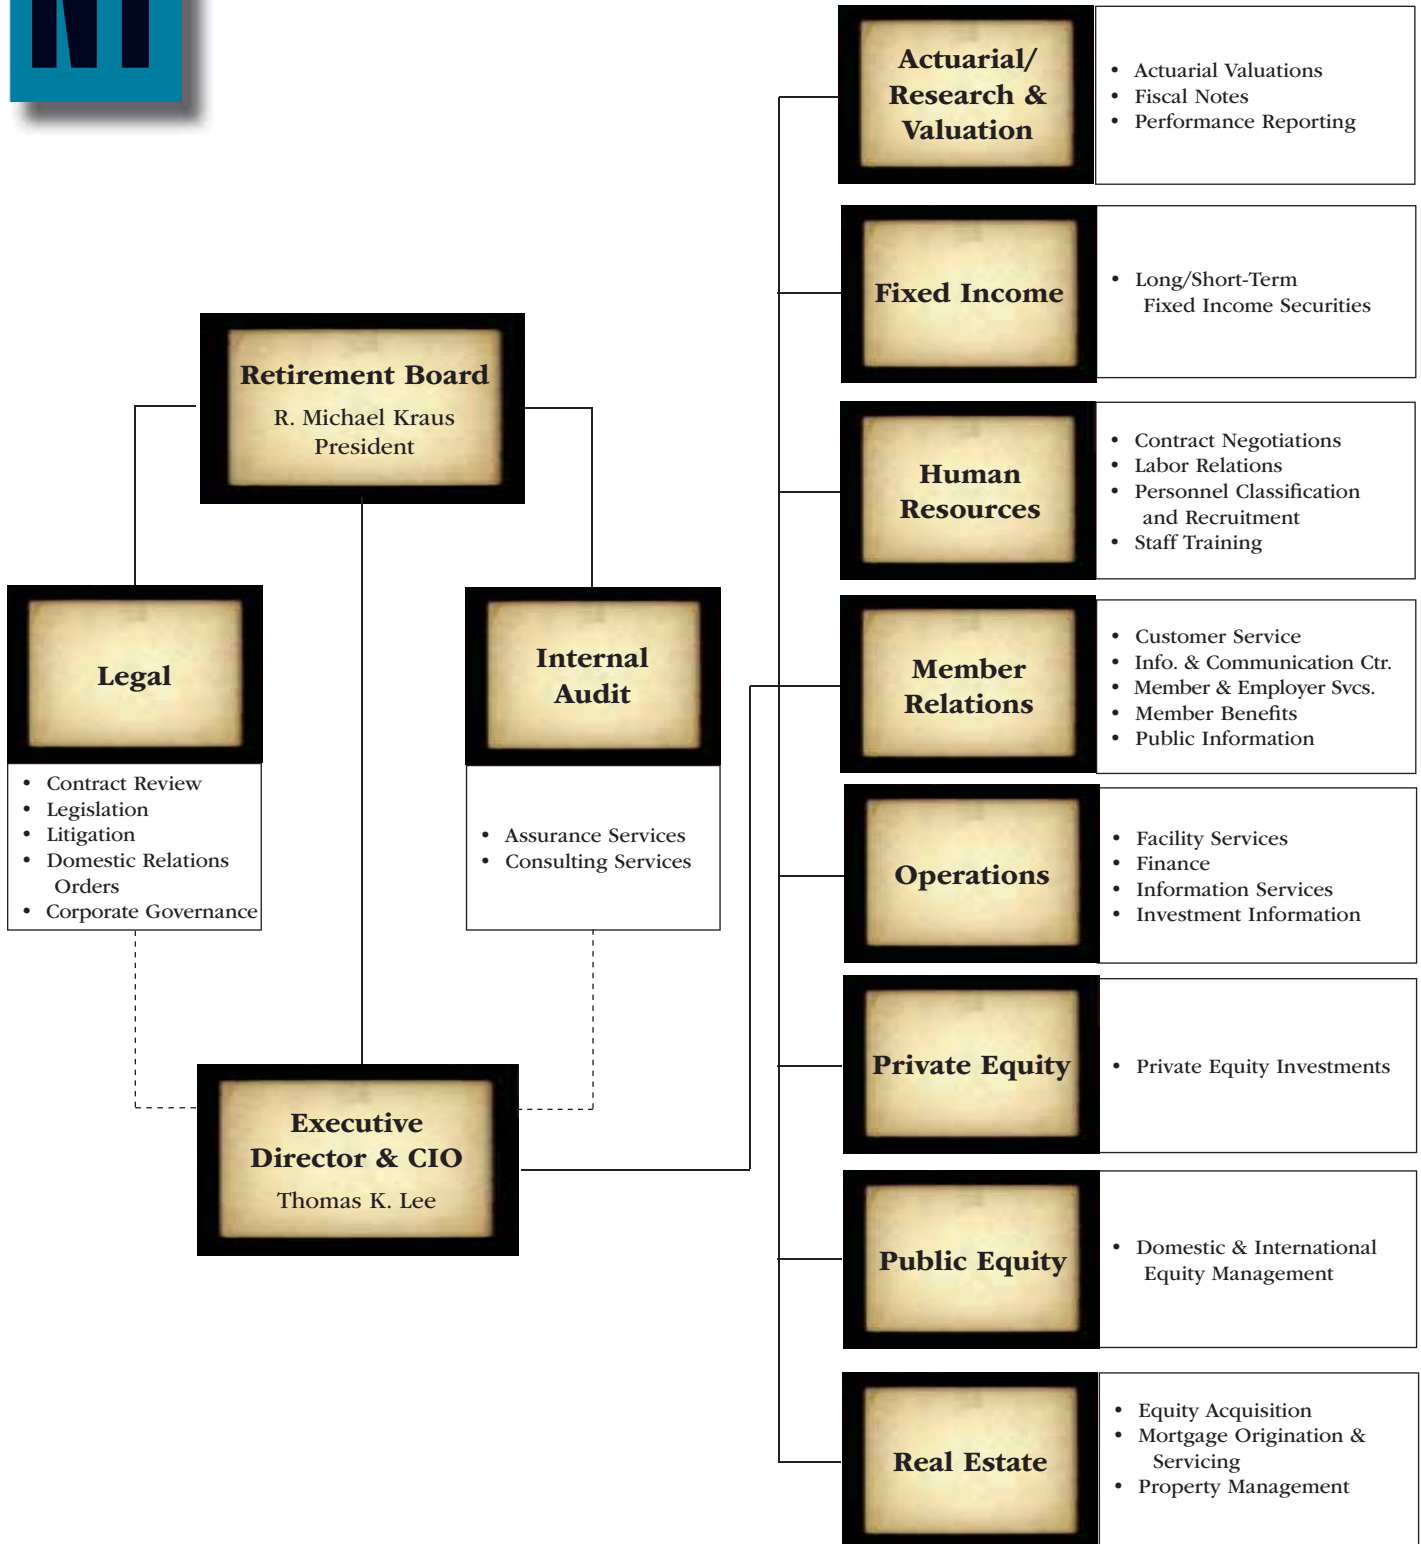 Retirement Board
R. Michael Kraus
President
Legal
• Contract Review
• Legislation
• Litigation
• Domestic Relations
Orders
• Corporate Governance
Internal
Audit
• Assurance Services
• Consulting Services
Executive
Director & CIO
Thomas K. Lee
Actuarial/
Research &
Valuation
• Actuarial Valuations
• Fiscal Notes
• Performance Reporting
Fixed Income
• Long/Short-Term
Fixed Income Securities
Human
Resources
• Contract Negotiations
• Labor Relations
• Personnel Classification
and Recruitment
• Staff Training
Member
Relations
• Customer Service
• Info. & Communication Ctr.
• Member & Employer Svcs.
• Member Benefits
• Public Information
Operations
• Facility Services
• Finance
• Information Services
• Investment Information
Private Equity
• Private Equity Investments
Public Equity
• Domestic & International
Equity Management
Real Estate
• Equity Acquisition
• Mortgage Origination &
Servicing
• Property Management